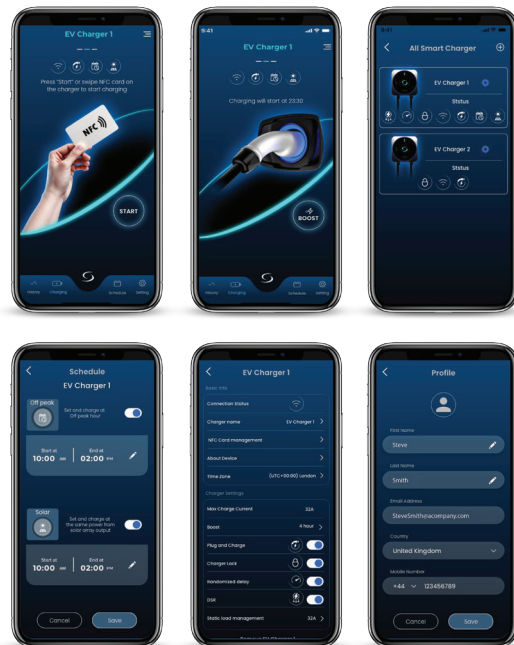 EV Charger 1
Press "Start" or swipe NFC card on
the charger to start charging
NFC
START
History
Charging
Schedule
Setting
9:41
EV Charger 1
Charging will start at 23:30
BOOST
History
Charging
Schedule
Setting
9:41
All Smart Charger
EV Charger 1
Ststus
EV Charger 2
Ststus
Schedule
EV Charger 1
Off peak
Set and charge at
Off peak hour
Start at
End at
10:00 AM
02:00 PM
Solar
Set and charge at
the same power from
solar array output
Start at
End at
10:00 AM
02:00 PM
Cancel
Save
EV Charger 1
Basic Info
Connection Status
Charger name
EV Charger 1
NFC Card management
About Device
Time Zone
(UTC+00:00) London
Charger Settings
Max Charge Current
32A
Boost
4 hour
Plug and Charge
Charger Lock
Randomized delay
DSR
Static load management
32A
Profile
First Name
Steve
Last Name
Smith
Email Address
SteveSmith@acompany.com
Country
United Kingdom
Mobile Number
+44
123456789
Cancel
Save